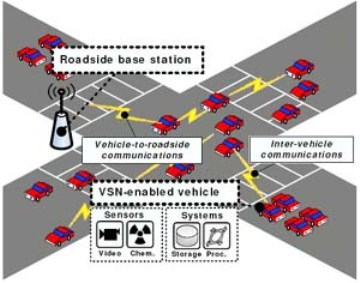 Roadside base station
Vehicle-to-roadside
communications
Inter-vehicle
communications
VSN-enabled vehicle
Sensors
Systems
Video
Chem.
Storage
Proc.